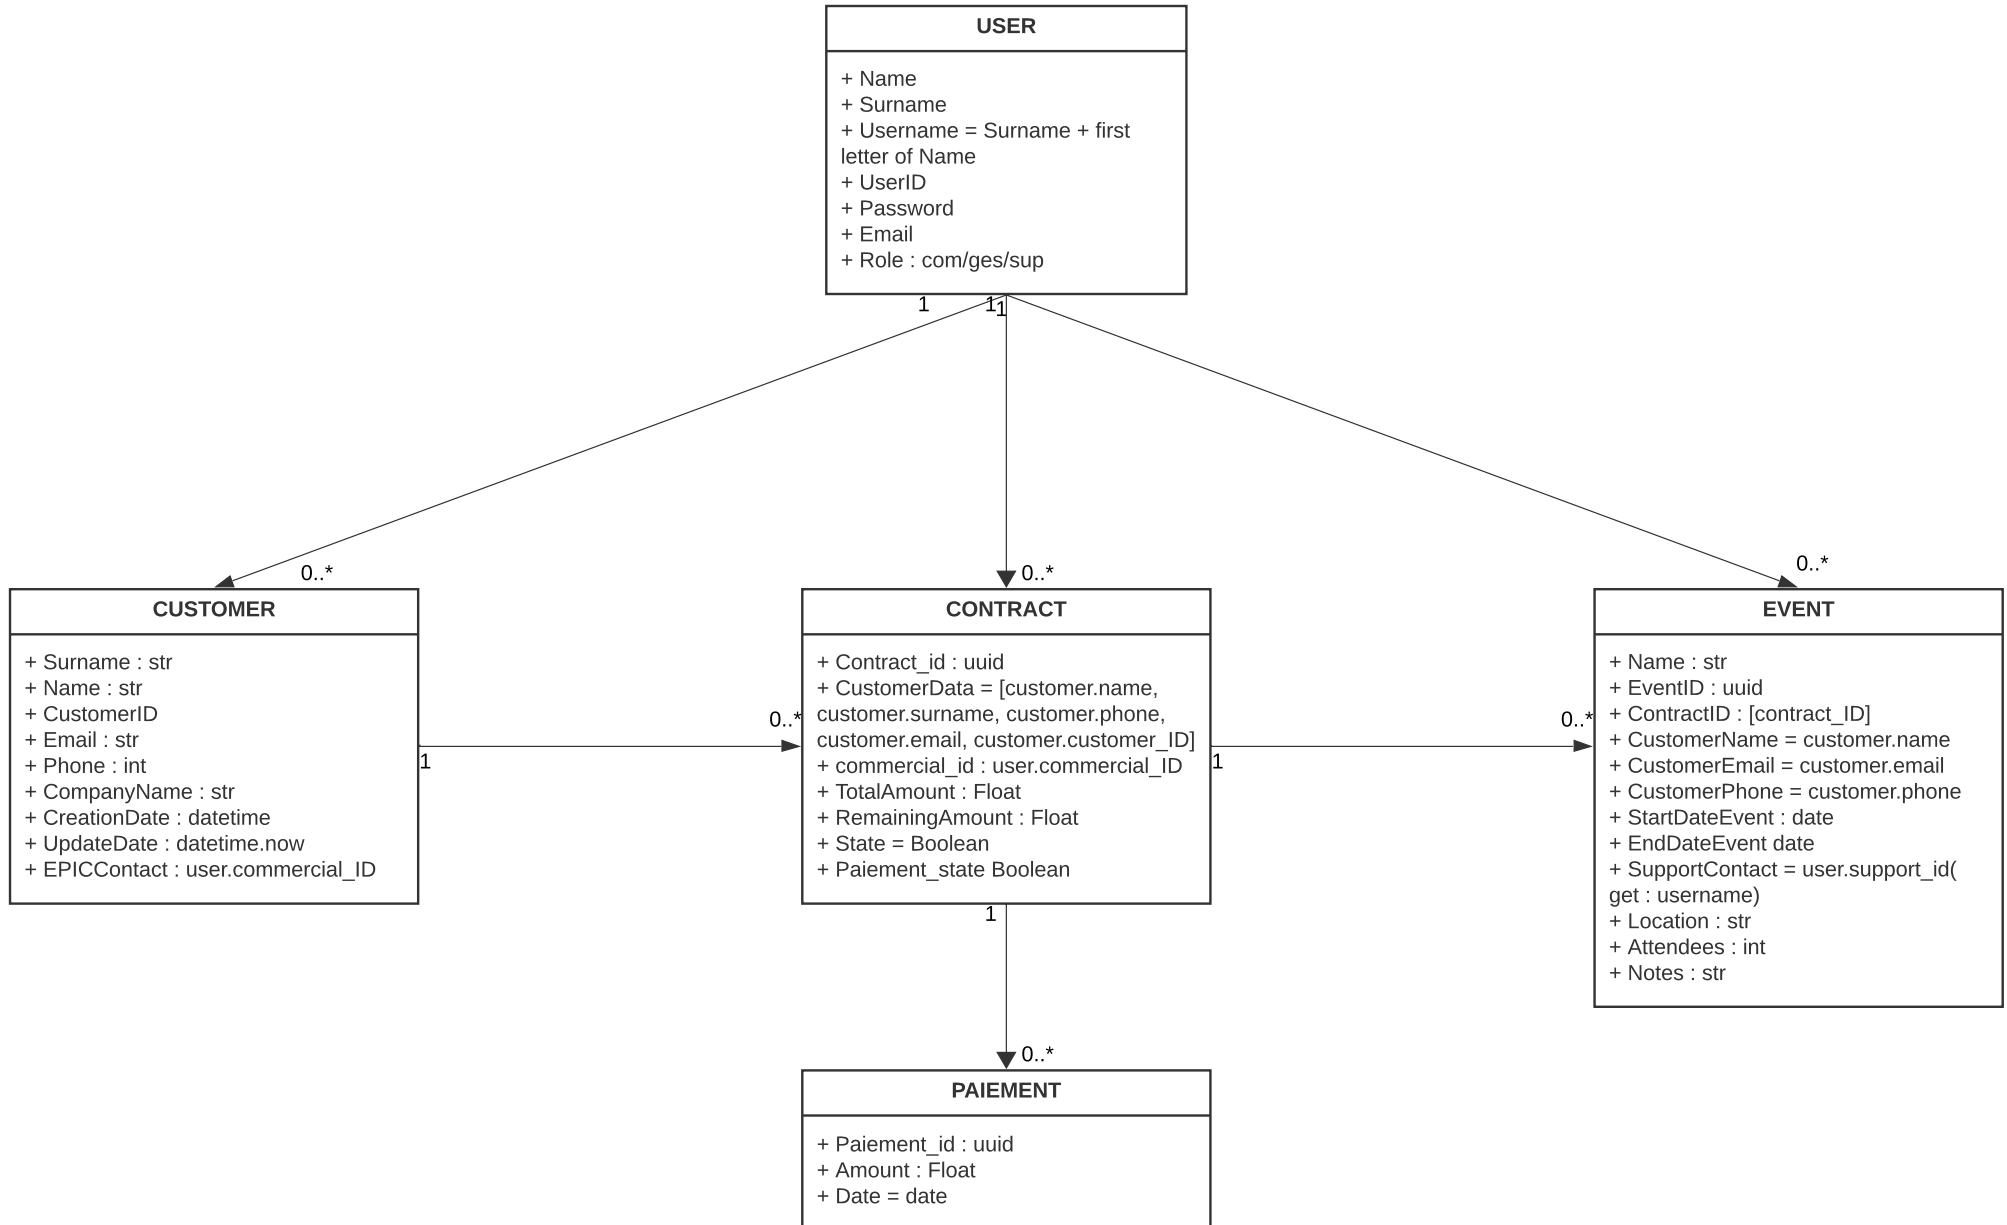 USER
+ Name
+ Surname
+ Username = Surname + first
letter of Name
+ UserID
+ Password
+ Email
+ Role : com/ges/sup
1
1
1
0..*
0..*
0..*
CUSTOMER
+ Surname : str
+ Name : str
+ CustomerID
+ Email : str
+ Phone : int
+ CompanyName : str
+ CreationDate : datetime
+ UpdateDate : datetime.now
+ EPICContact : user.commercial_ID
1
0..*
CONTRACT
+ Contract_id : uuid
+ CustomerData = [customer.name,
customer.surname, customer.phone,
customer.email, customer.customer_ID]
+ commercial_id : user.commercial_ID
+ TotalAmount : Float
+ RemainingAmount : Float
+ State = Boolean
+ Paiement_state Boolean
1
0..*
EVENT
+ Name : str
+ EventID : uuid
+ ContractID : [contract_ID]
+ CustomerName = customer.name
+ CustomerEmail = customer.email
+ CustomerPhone = customer.phone
+ StartDateEvent : date
+ EndDateEvent date
+ SupportContact = user.support_id(
get : username)
+ Location : str
+ Attendees : int
+ Notes : str
1
0..*
PAIEMENT
+ Paiement_id : uuid
+ Amount : Float
+ Date = date